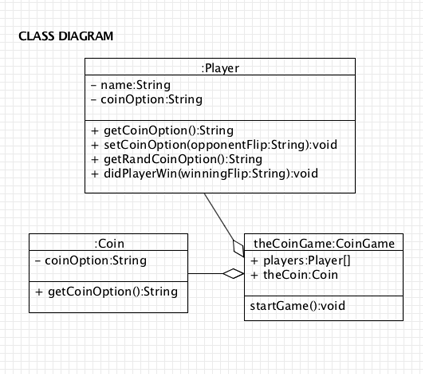 CLASS DIAGRAM
:Player
- name:String
- coinOption:String
+ getCoinOption():String
+ setCoinOption(opponentFlip:String):void
+ getRandCoinOption():String
+ didPlayerWin(winningFlip:String):void
:Coin
- coinOption:String
+ getCoinOption():String
theCoinGame:CoinGame
+ players:Player[]
+ theCoin:Coin
startGame():void